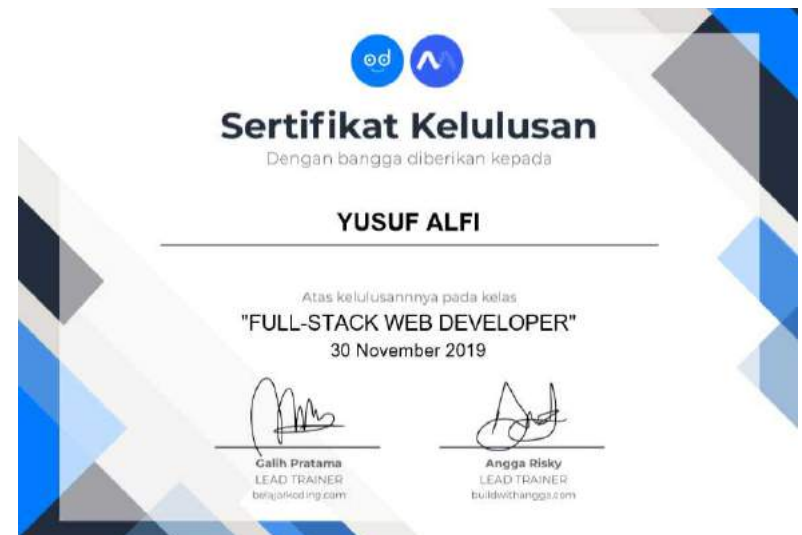 Sertifikat Kelulusan
Dengan bangga diberikan kepada
YUSUF ALFI
Atas kelulusannnya pada kelas
"FULL-STACK WEB DEVELOPER"
30 November 2019
Galih Pratama
LEAD TRAINER
belajarkoding.com
Angga Risky
LEAD TRAINER
buildwithangga.com